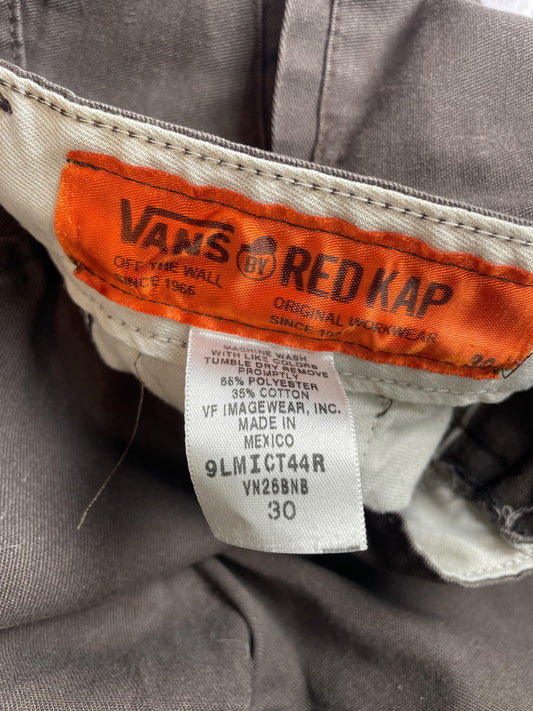 VANS BY RED KAP
OFF THE WALL
SINCE 1966
ORIGINAL WORKWEAR
SINCE
MACHINE WASH
WITH LIKE COLORS
TUMBLE DRY REMOVE
PROMPTLY
65% POLYESTER
35% COTTON
VF IMAGEWEAR, INC.
MADE IN
MEXICO
9LMICT44R
VN26BNB
30